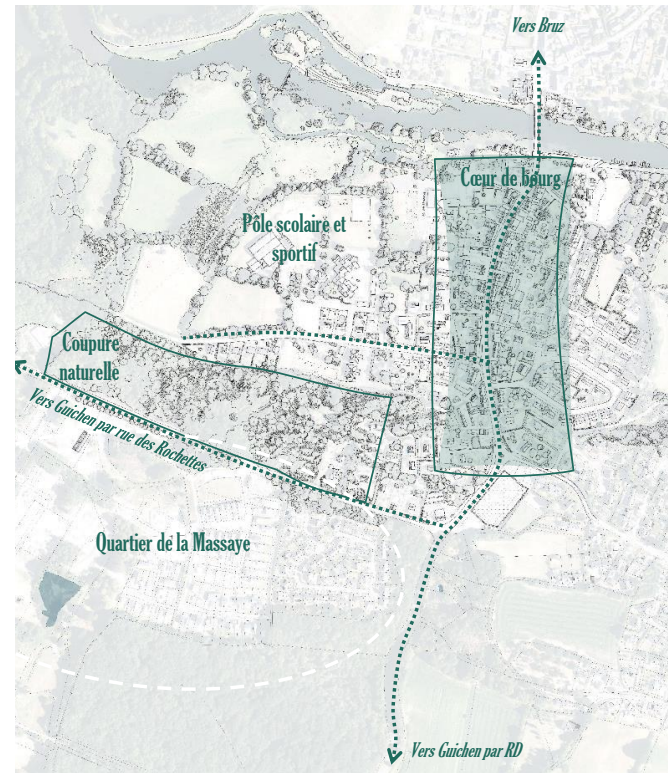 Vers Bruz
Cœur de bourg
Pôle scolaire et
sportif
Coupure
naturelle
Vers Guichen par rue des Rochettes
Quartier de la Massaye
Vers Guichen par RD